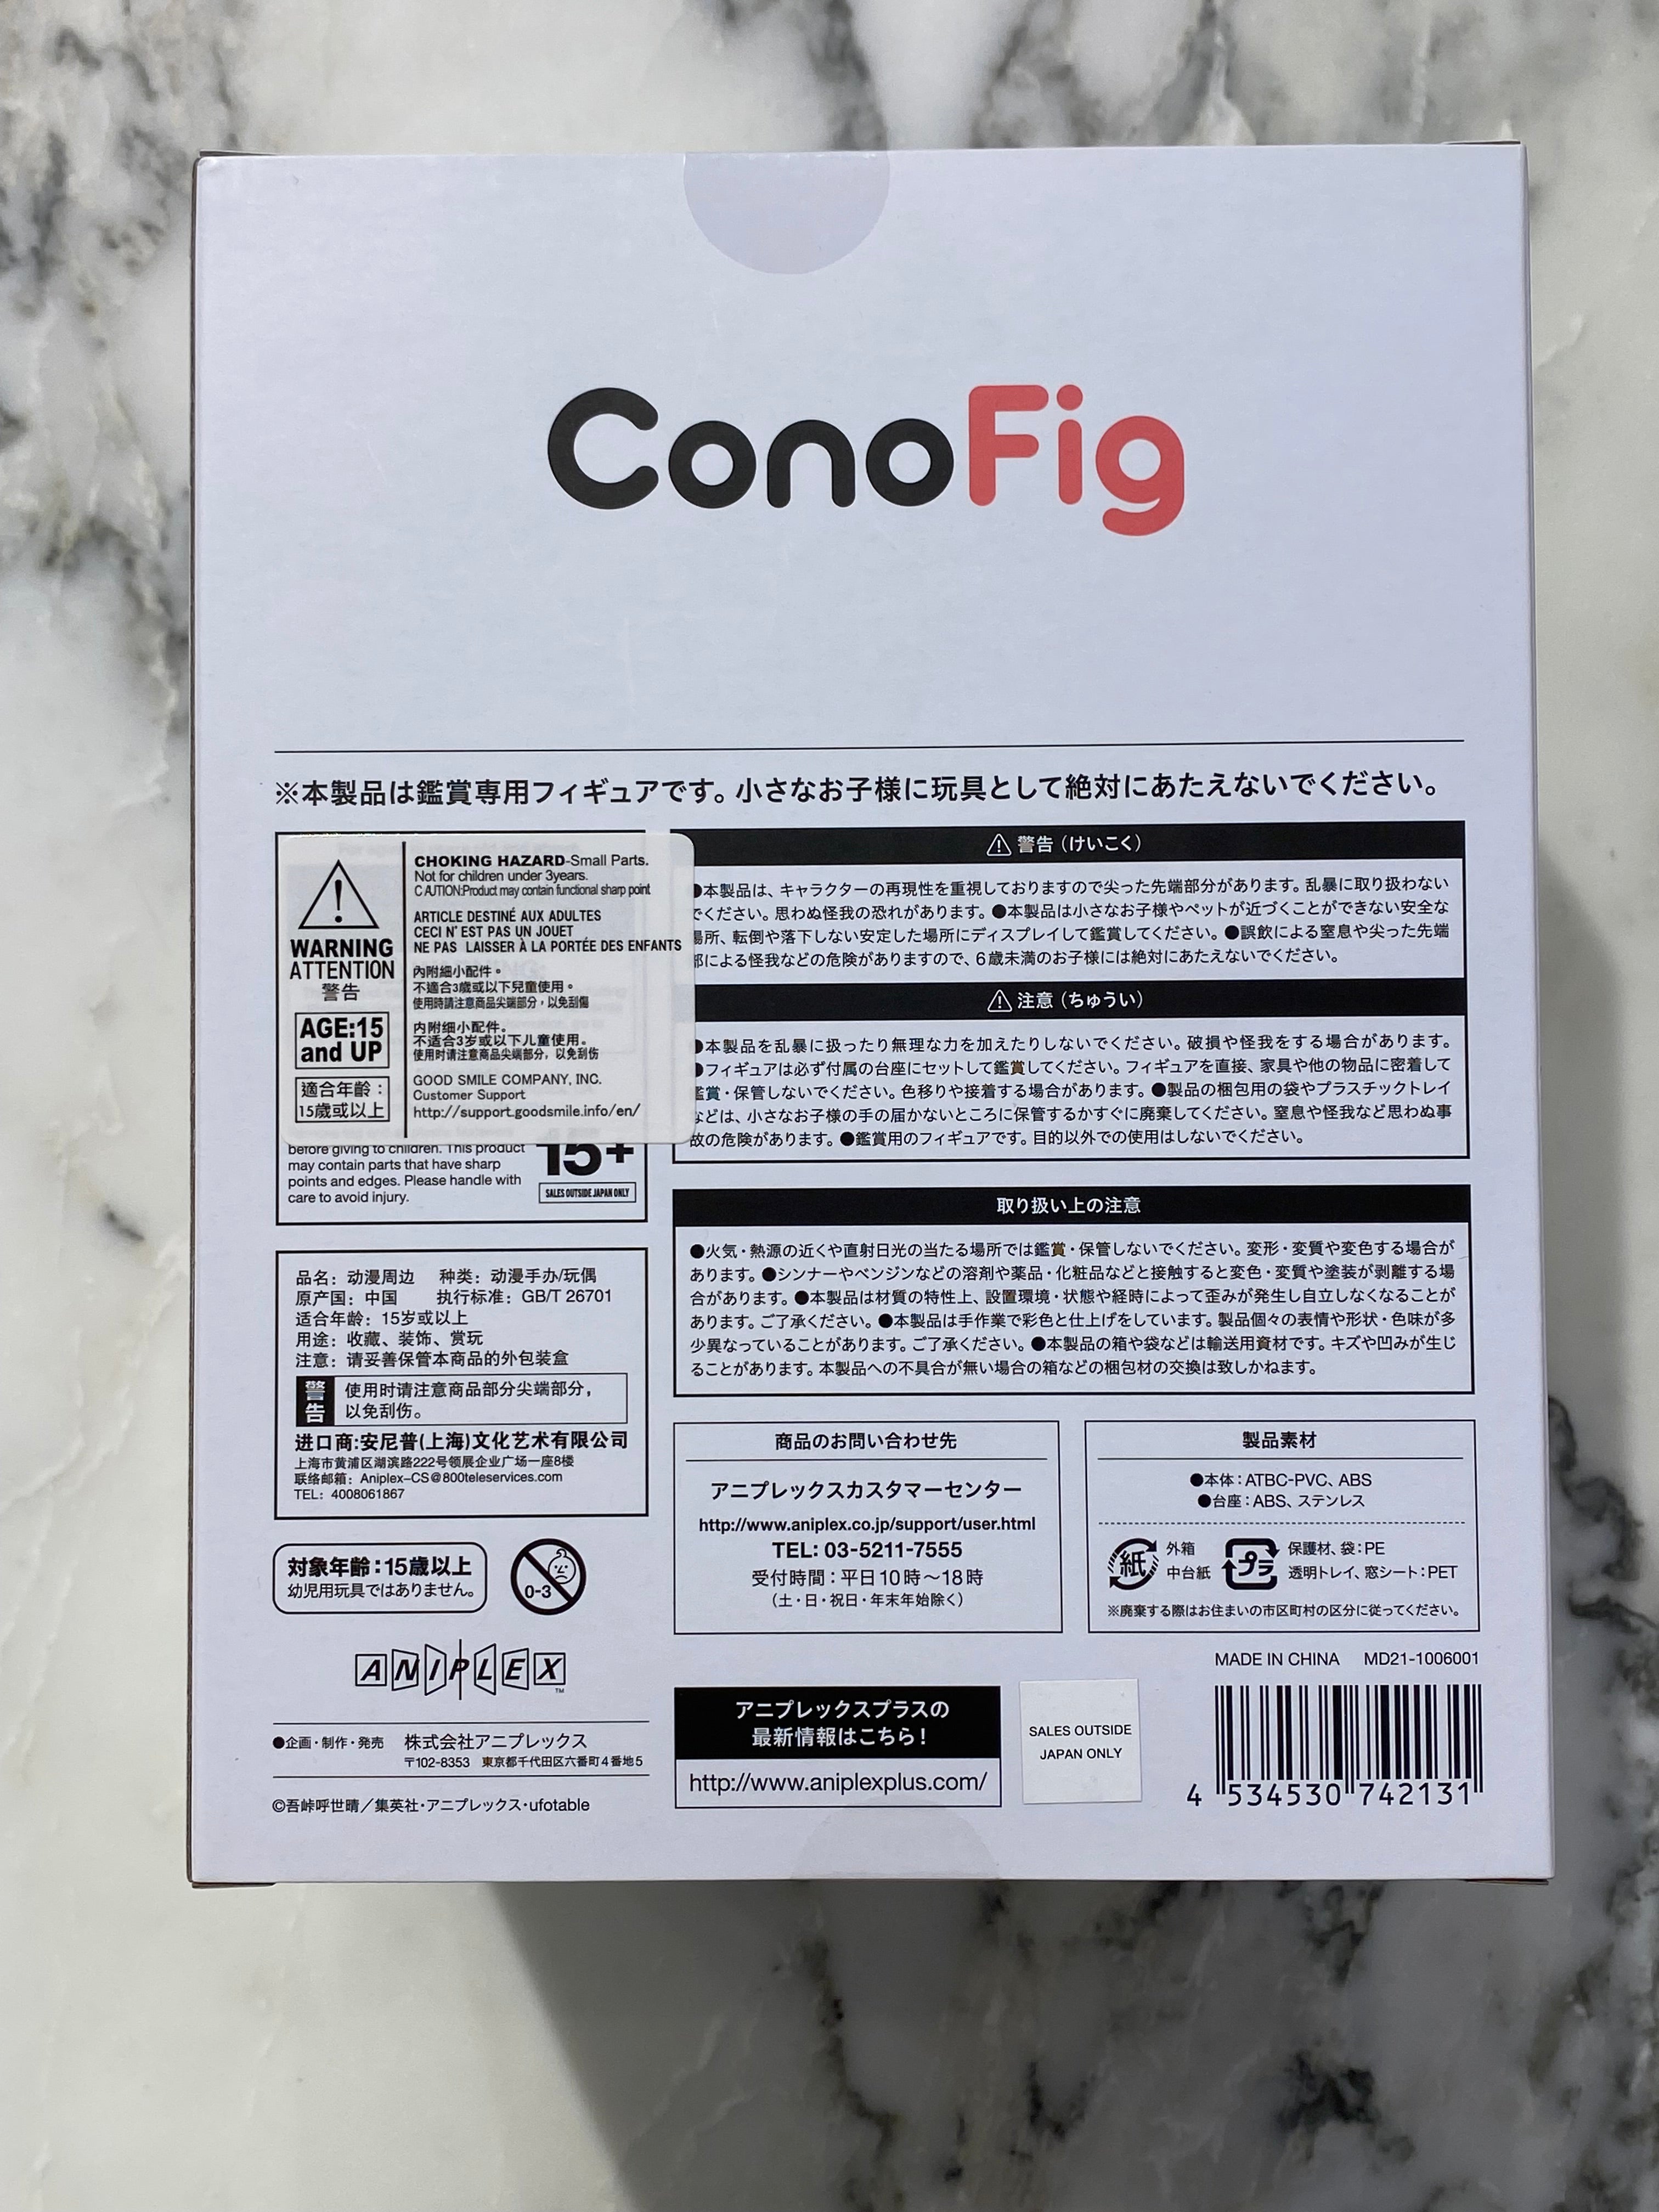 ConoFig
※本製品は鑑賞専用フィギュアです。小さなお子様に玩具として絶対にあたえないでください。
WARNING
ATTENTION
警告
AGE:15
and UP
適合年齡：
15歲或以上
CHOKING HAZARD-Small Parts.
Not for children under 3years.
CAUTION:Product may contain functional sharp point
ARTICLE DESTINÉ AUX ADULTES
CECI N' EST PAS UN JOUET
NE PAS LAISSER À LA PORTÉE DES ENFANTS
內附細小配件。
不適合3歲或以下兒童使用。
使用時請注意商品尖端部分，以免刮傷
内附细小配件。
不适合3岁或以下儿童使用。
使用时请注意商品尖端部分，以免刮伤
GOOD SMILE COMPANY, INC.
Customer Support
http://support.goodsmile.info/en/
before giving to children. This product
may contain parts that have sharp
points and edges. Please handle with
care to avoid injury.
15+
SALES OUTSIDE JAPAN ONLY
警告（けいこく）
●本製品は、キャラクターの再現性を重視しておりますので尖った先端部分があります。乱暴に取り扱わない
でください。思わぬ怪我の恐れがあります。●本製品は小さなお子様やペットが近づくことができない安全な
場所、転倒や落下しない安定した場所にディスプレイして鑑賞してください。●誤飲による窒息や尖った先端
部による怪我などの危険がありますので、6歳未満のお子様には絶対にあたえないでください。
注意（ちゅうい）
●本製品を乱暴に扱ったり無理な力を加えたりしないでください。破損や怪我をする場合があります。
●フィギュアは必ず付属の台座にセットして鑑賞してください。フィギュアを直接、家具や他の物品に密着して
鑑賞・保管しないでください。色移りや接着する場合があります。●製品の梱包用の袋やプラスチックトレイ
などは、小さなお子様の手の届かないところに保管するかすぐに廃棄してください。窒息や怪我など思わぬ事
故の危険があります。●鑑賞用のフィギュアです。目的以外での使用はしないでください。
取り扱い上の注意
●火気・熱源の近くや直射日光の当たる場所では鑑賞・保管しないでください。変形・変質や変色する場合が
あります。●シンナーやベンジンなどの溶剤や薬品・化粧品などと接触すると変色・変質や塗装が剥離する場
合があります。●本製品は材質の特性上、設置環境・状態や経時によって歪みが発生し自立しなくなることが
あります。ご了承ください。●本製品は手作業で彩色と仕上げをしています。製品個々の表情や形状・色味が多
少異なっていることがあります。ご了承ください。●本製品の箱や袋などは輸送用資材です。キズや凹みが生じ
ることがあります。本製品への不具合が無い場合の箱などの梱包材の交換は致しかねます。
品名：动漫周边 种类：动漫手办/玩偶
原产国：中国 执行标准：GB/T 26701
适合年龄：15岁或以上
用途：收藏、装饰、赏玩
注意：请妥善保管本商品的外包装盒
警告
使用时请注意商品部分尖端部分，
以免刮伤。
进口商:安尼普(上海)文化艺术有限公司
上海市黄浦区湖滨路222号领展企业广场一座8楼
联络邮箱：Aniplex-CS@800teleservices.com
TEL：4008061867
対象年齢：15歳以上
幼児用玩具ではありません。
0-3
ANIPLEX
TM
●企画・制作・発売 株式会社アニプレックス
〒102-8353 東京都千代田区六番町4番地5
©吾峠呼世晴／集英社・アニプレックス・ufotable
商品のお問い合わせ先
アニプレックスカスタマーセンター
http://www.aniplex.co.jp/support/user.html
TEL: 03-5211-7555
受付時間：平日10時～18時
（土・日・祝日・年末年始除く）
製品素材
●本体：ATBC-PVC、ABS
●台座：ABS、ステンレス
紙
外箱
中台紙
プラ
保護材、袋：PE
透明トレイ、窓シート：PET
※廃棄する際はお住まいの市区町村の区分に従ってください。
アニプレックスプラスの
最新情報はこちら！
http://www.aniplexplus.com/
SALES OUTSIDE
JAPAN ONLY
MADE IN CHINA MD21-1006001
4 534530 742131